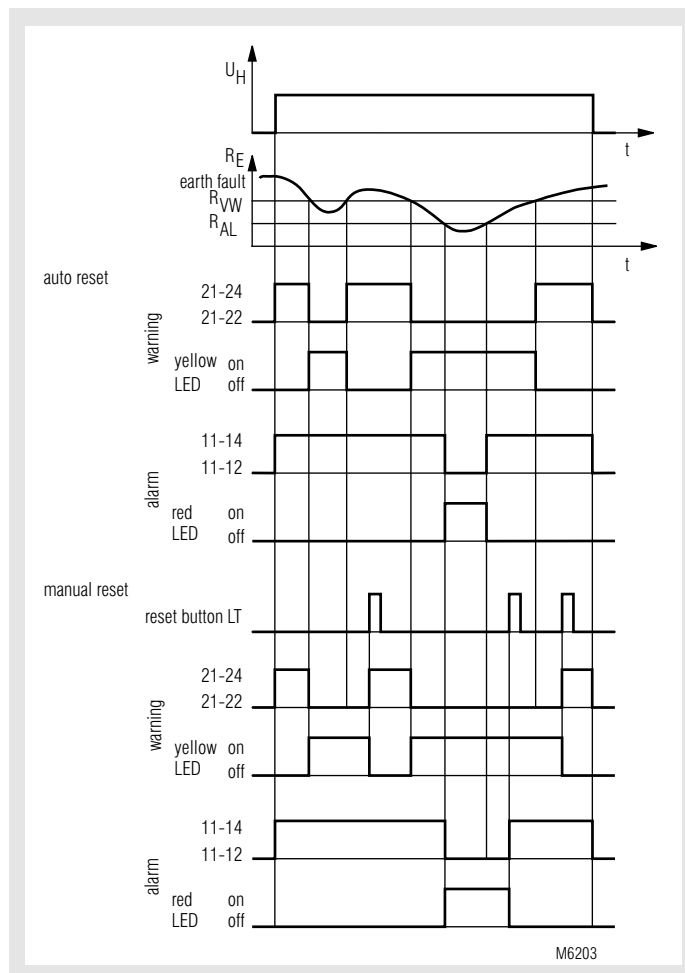 U_H
t
R_E
earth fault
R_VW
R_AL
t
auto reset
21-24
21-22
warning
yellow on
LED off
11-14
11-12
alarm
red on
LED off
manual reset
reset button LT
21-24
21-22
warning
yellow on
LED off
11-14
11-12
alarm
red on
LED off
M6203